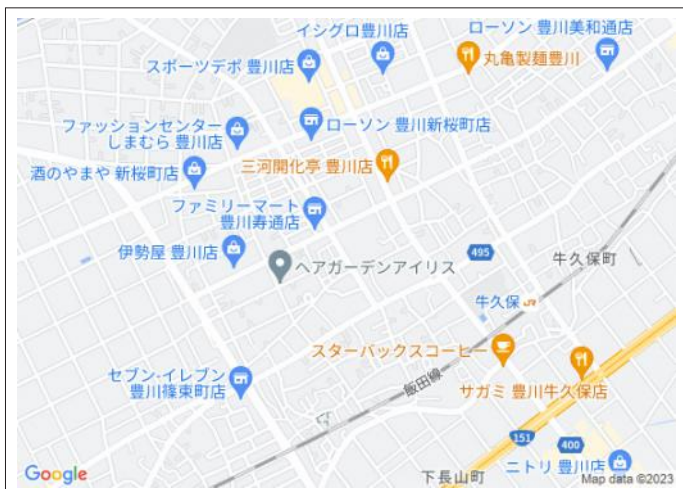 イシグロ豊川店
ローソン 豊川美和通店
スポーツデポ 豊川店
丸亀製麺豊川
ファッションセンター
しまむら 豊川店
ローソン 豊川新桜町店
酒のやまや 新桜町店
三河開化亭 豊川店
ファミリーマート
豊川寿通店
伊勢屋 豊川店
ヘアガーデンアイリス
495
牛久保町
牛久保
JR
スターバックスコーヒー
セブン-イレブン
豊川篠束町店
飯田線
サガミ 豊川牛久保店
151
400
下長山町
ニトリ 豊川店
Google
Map data ©2023